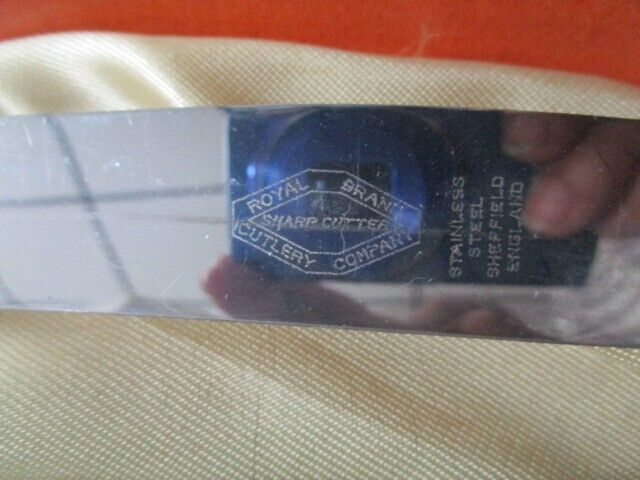 ROYAL BRAND
SHARP CUTTER
CUTLERY COMPANY
STAINLESS
STEEL
SHEFFIELD
ENGLAND